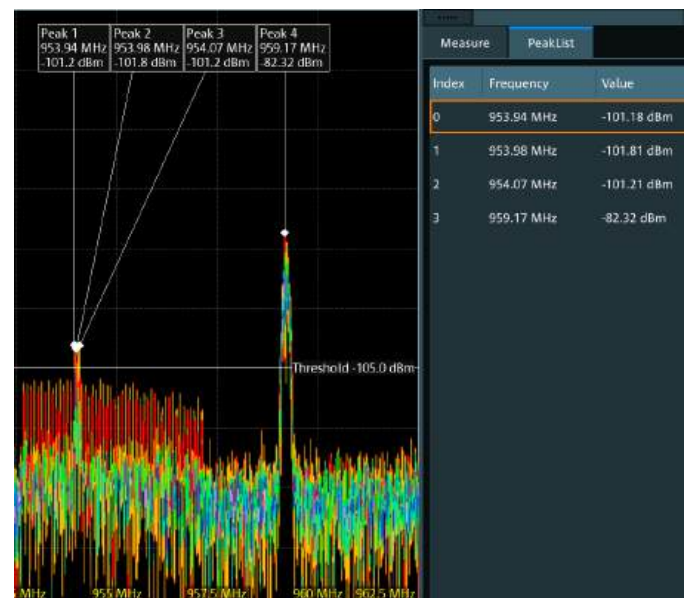 Peak 1
953.94 MHz
-101.2 dBm
Peak 2
953.98 MHz
-101.8 dBm
Peak 3
954.07 MHz
-101.2 dBm
Peak 4
959.17 MHz
-82.32 dBm
Threshold -105.0 dBm
MHz
955 MHz
957.5 MHz
960 MHz
962.5 MHz
Measure PeakList
Index Frequency Value
0 953.94 MHz -101.18 dBm
1 953.98 MHz -101.81 dBm
2 954.07 MHz -101.21 dBm
3 959.17 MHz -82.32 dBm